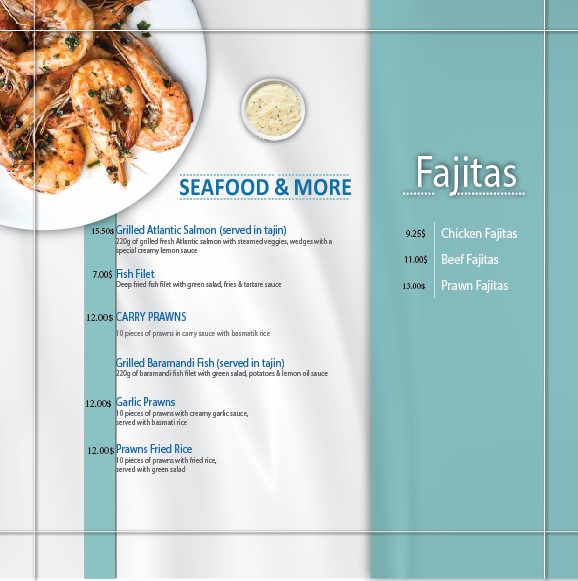 SEAFOOD & MORE
15.50$ Grilled Atlantic Salmon (served in tajin)
220g of grilled fresh Atlantic salmon with steamed veggies, wedges with a
special creamy lemon sauce
7.00$ Fish Filet
Deep fried fish filet with green salad, fries & tartare sauce
12.00$ CARRY PRAWNS
10 pieces of prawns in carry sauce with basmatik rice
Grilled Baramandi Fish (served in tajin)
220g of baramandi fish filet with green salad, potatoes & lemon oil sauce
12.00$ Garlic Prawns
10 pieces of prawns with creamy garlic sauce,
served with basmati rice
12.00$ Prawns Fried Rice
10 pieces of prawns with fried rice,
served with green salad
Fajitas
9.25$ Chicken Fajitas
11.00$ Beef Fajitas
13.00$ Prawn Fajitas